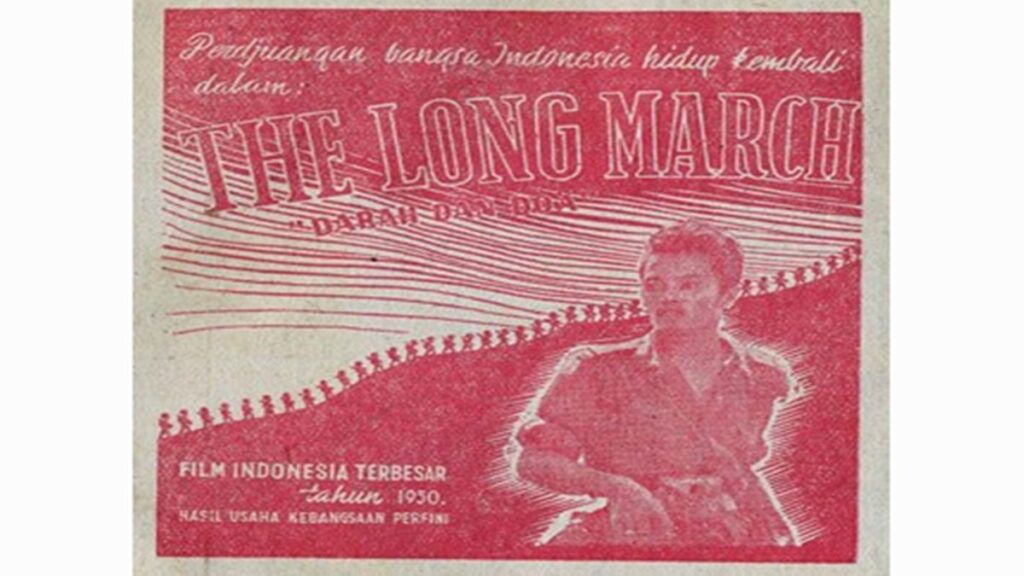 Perdjuangan bangsa Indonesia hidup kembali
dalam:
THE LONG MARCH
"DARAH DAN DOA"
FILM INDONESIA TERBESAR
tahun 1950.
HASIL USAHA KEBANGSAAN PERFINI